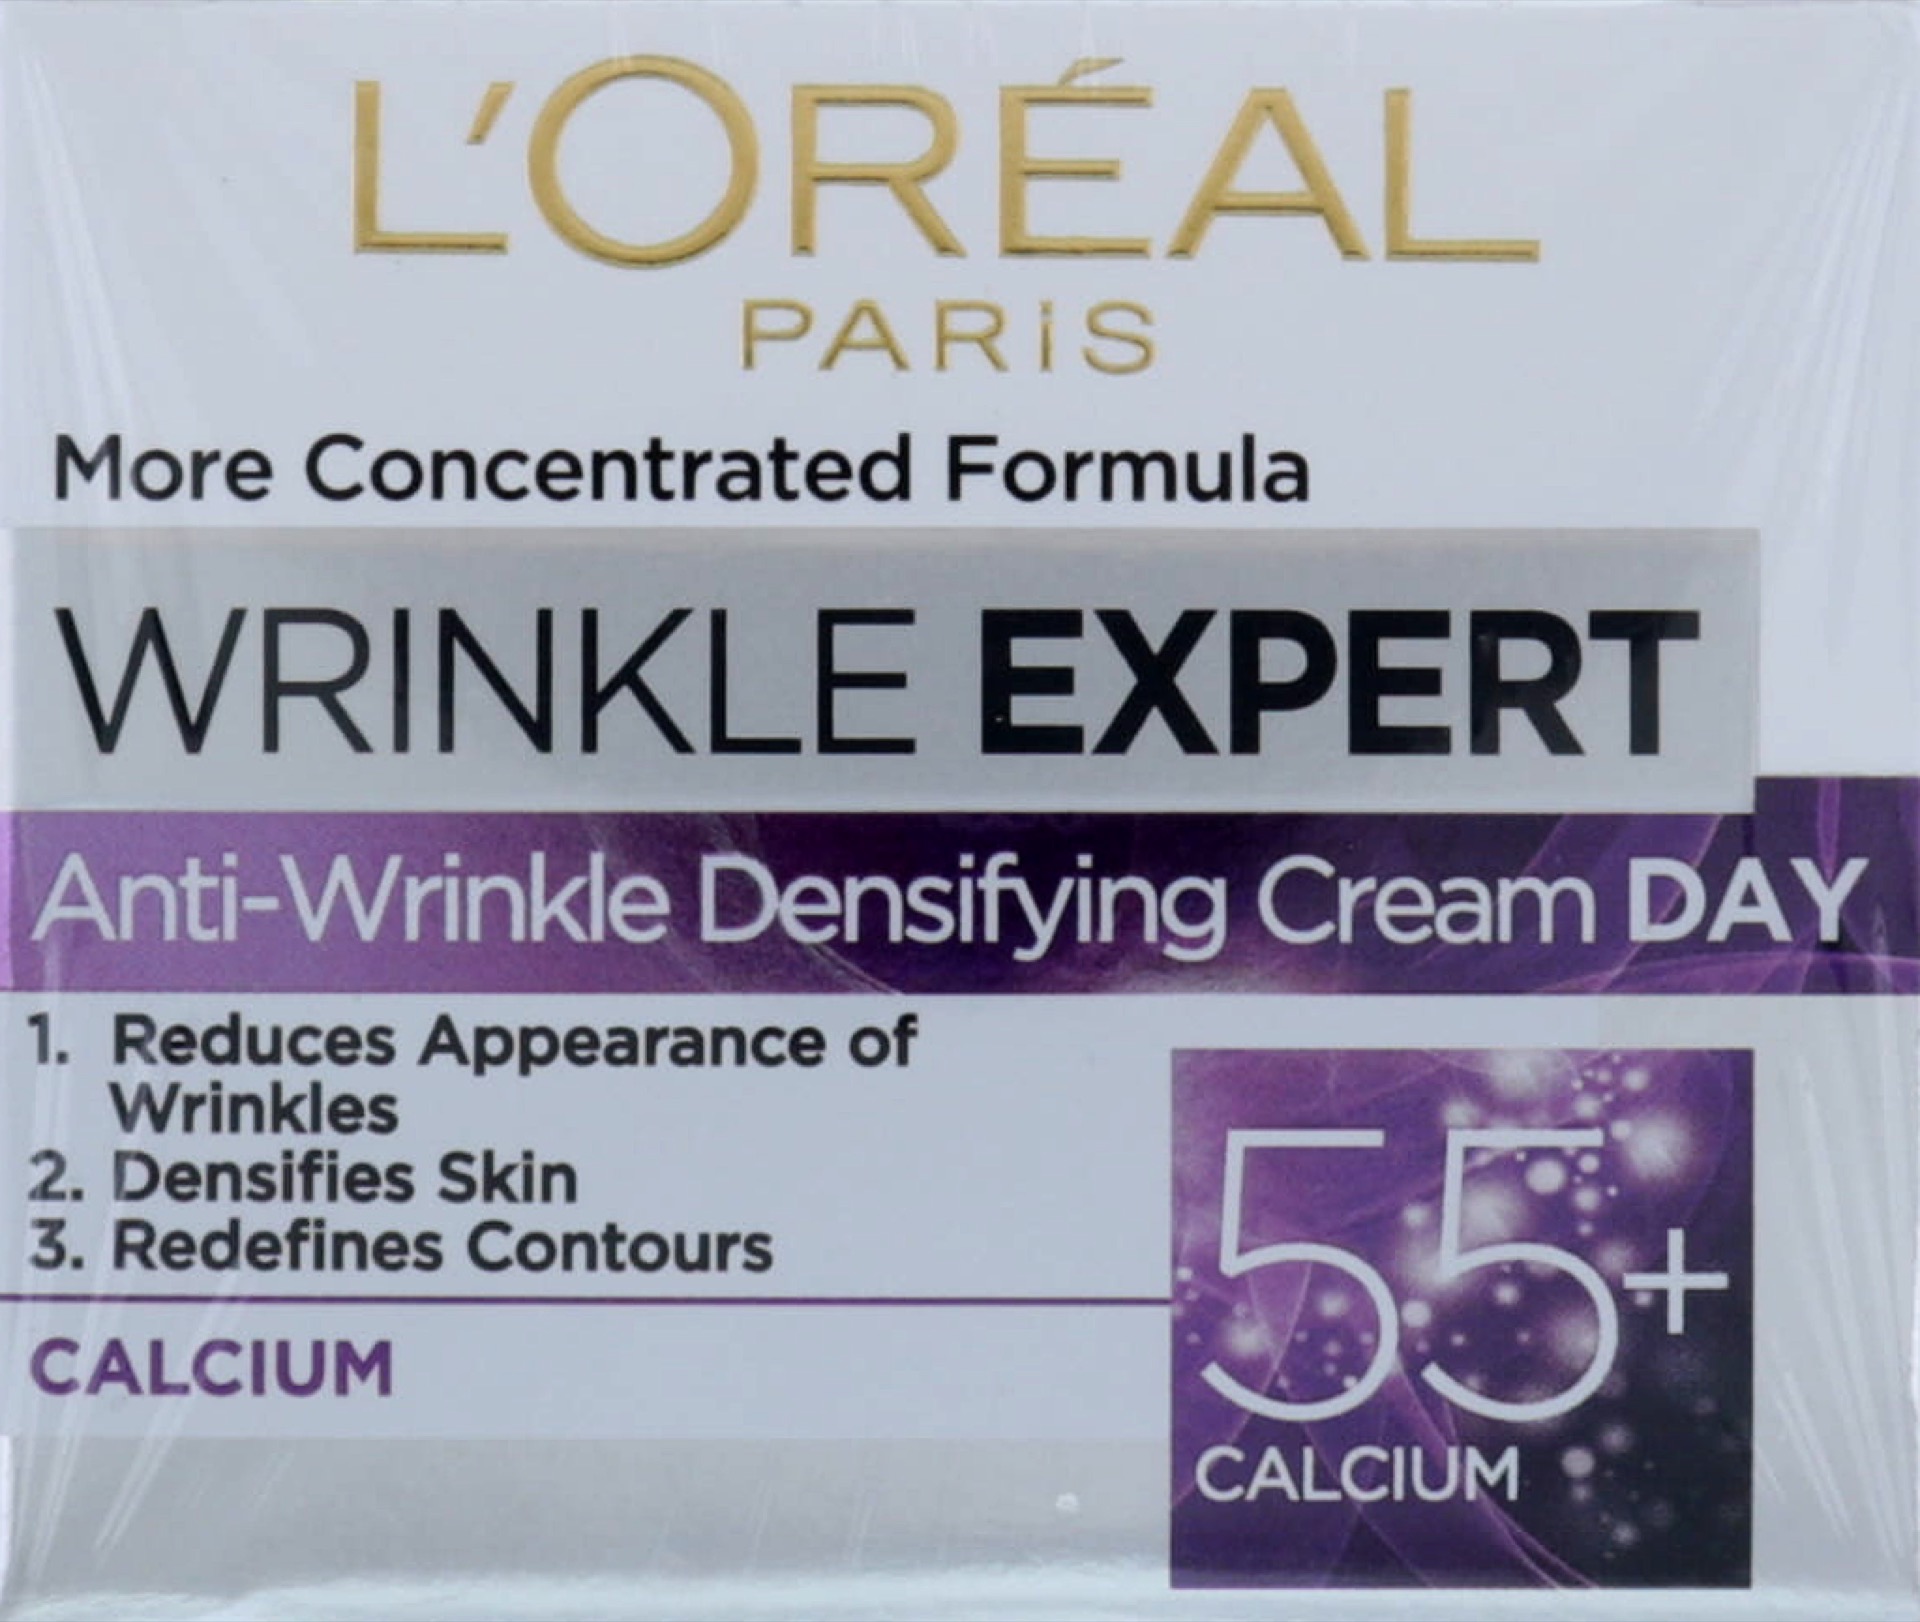 L'ORÉAL
PARiS
More Concentrated Formula
WRINKLE EXPERT
Anti-Wrinkle Densifying Cream DAY
1. Reduces Appearance of
Wrinkles
2. Densifies Skin
3. Redefines Contours
CALCIUM
55+
CALCIUM